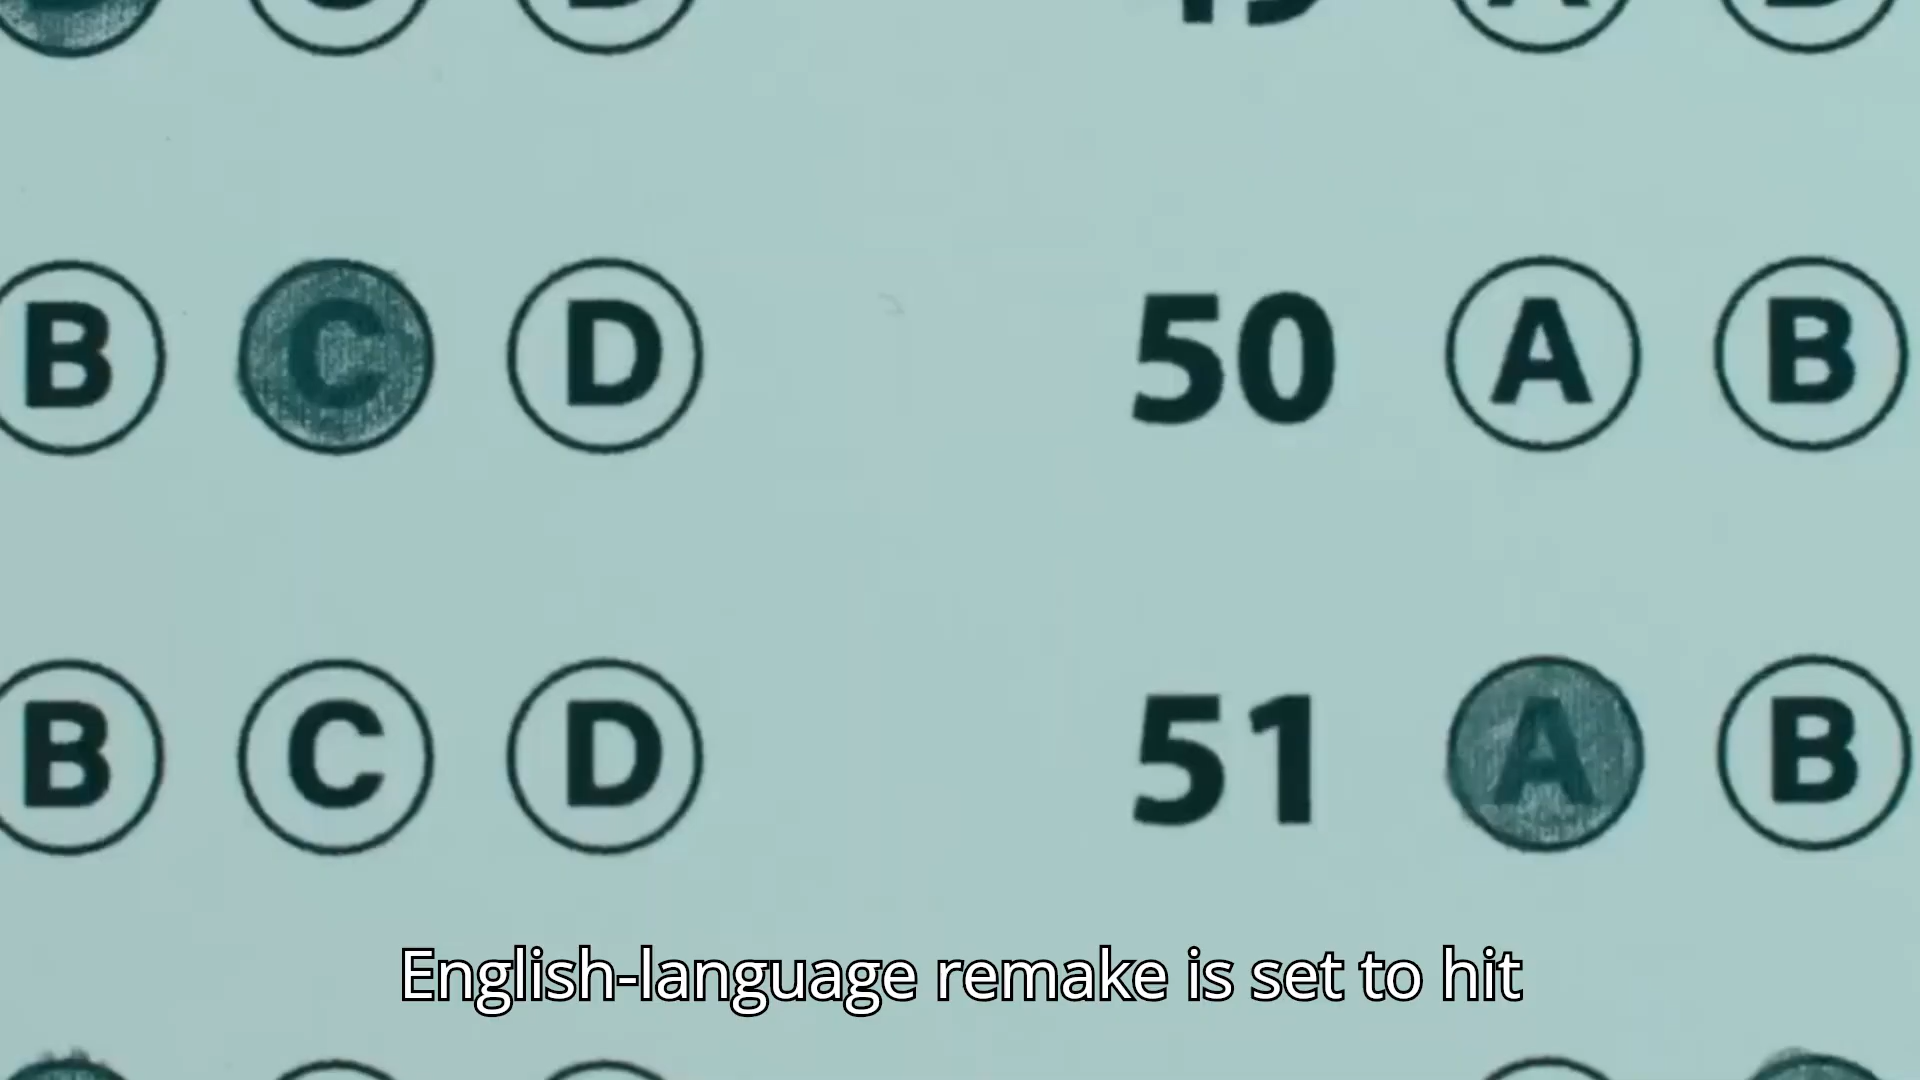 B C D 50 A B
B C D 51 A B
English-language remake is set to hit